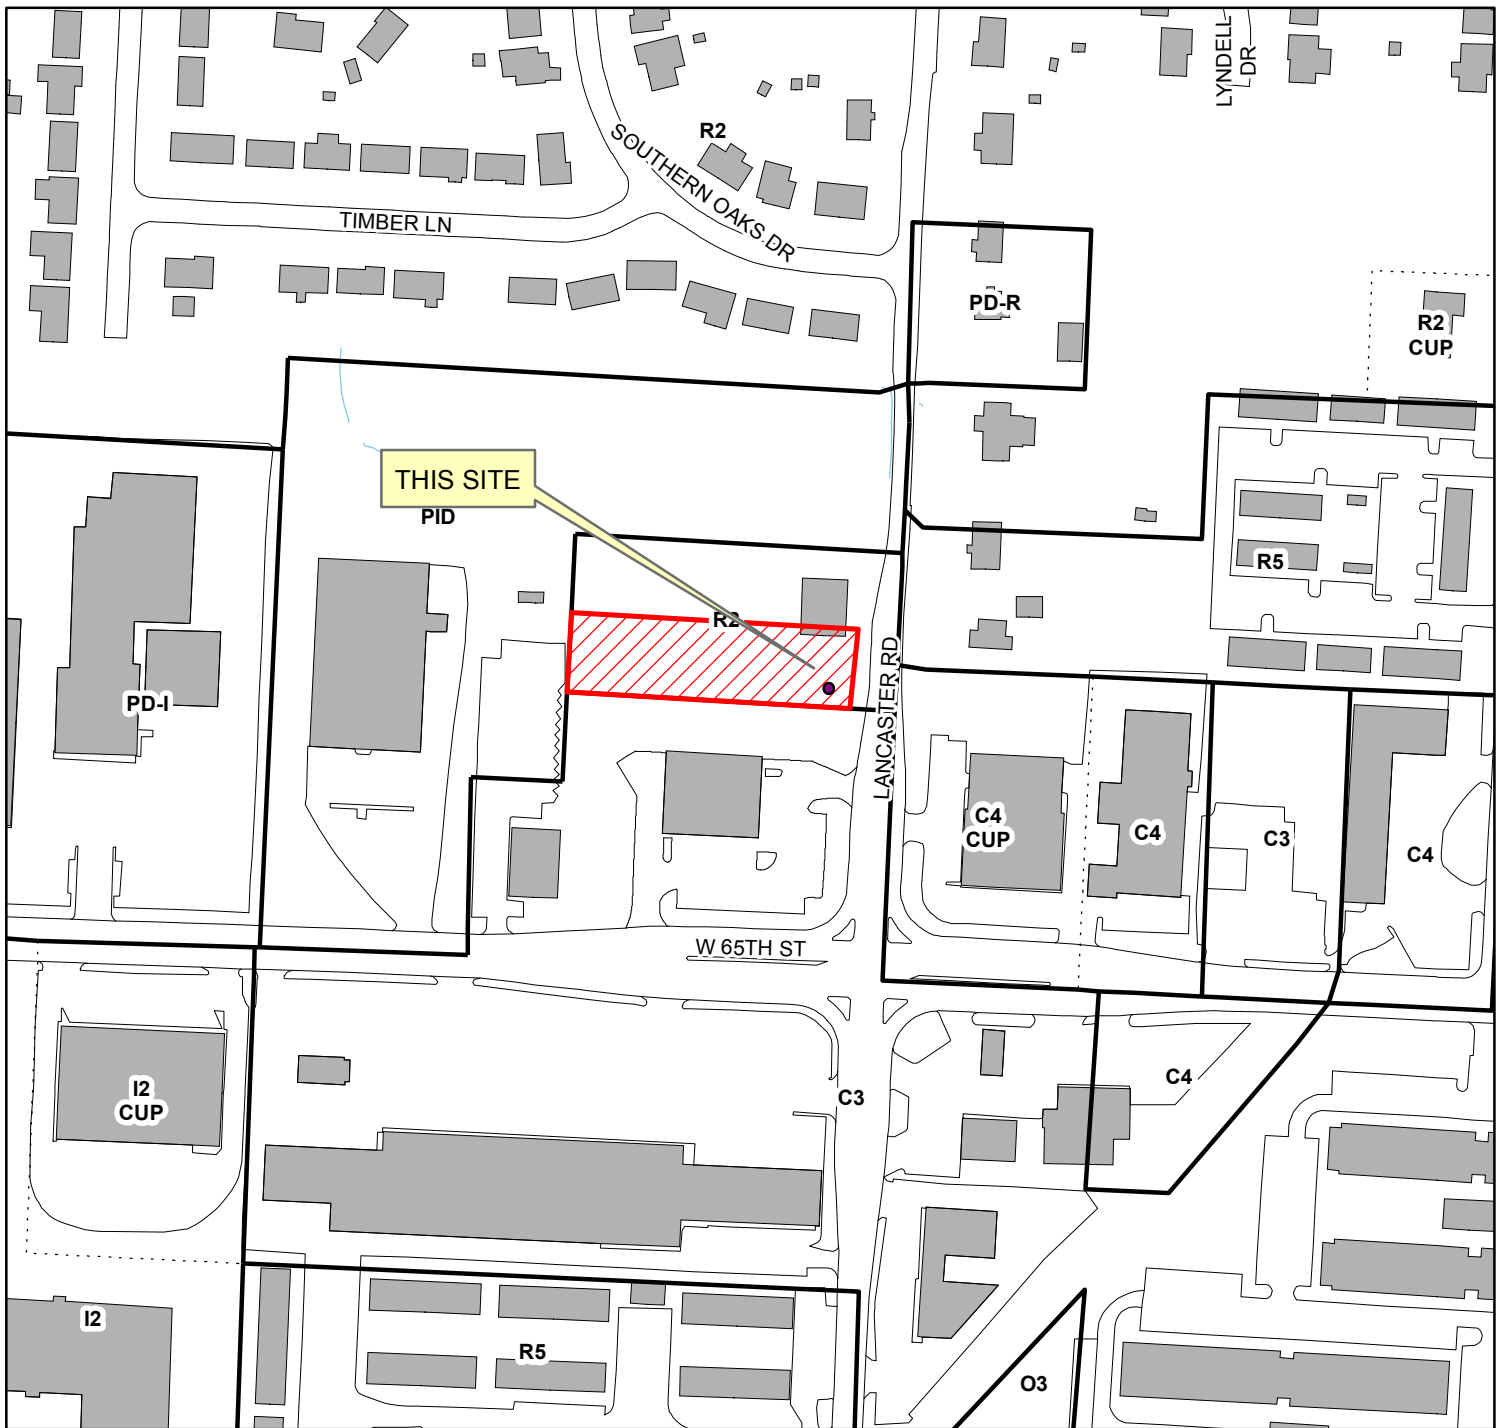 LYNDELL
DR
R2
SOUTHERN OAKS DR
TIMBER LN
PD-R
R2
CUP
THIS SITE
PID
R5
R2
LANCASTER RD
PD-I
C4
CUP
C4
C3
C4
W 65TH ST
I2
CUP
C3
C4
I2
R5
O3